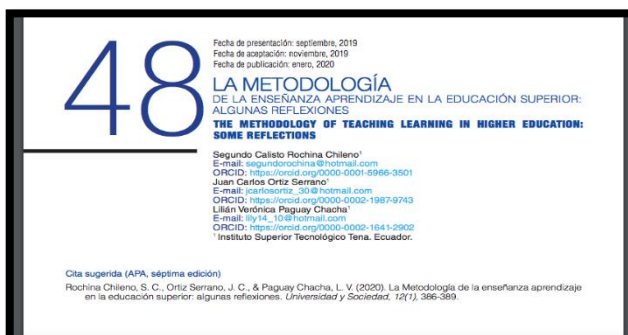 48
Fecha de presentación: septiembre, 2019
Fecha de aceptación: noviembre, 2019
Fecha de publicación: enero, 2020
LA METODOLOGÍA
DE LA ENSEÑANZA APRENDIZAJE EN LA EDUCACIÓN SUPERIOR:
ALGUNAS REFLEXIONES
THE METHODOLOGY OF TEACHING LEARNING IN HIGHER EDUCATION:
SOME REFLECTIONS
Segundo Calisto Rochina Chileno¹
E-mail: segundorochina@hotmail.com
ORCID: https://orcid.org/0000-0001-5966-3501
Juan Carlos Ortiz Serrano¹
E-mail: jcarlosortiz_30@hotmail.com
ORCID: https://orcid.org/0000-0002-1987-9743
Lilián Verónica Paguay Chacha¹
E-mail: lily14_10@hotmail.com
ORCID: https://orcid.org/0000-0002-1641-2902
¹ Instituto Superior Tecnológico Tena. Ecuador.
Cita sugerida (APA, séptima edición)
Rochina Chileno, S. C., Ortiz Serrano, J. C., & Paguay Chacha, L. V. (2020). La Metodología de la enseñanza aprendizaje
en la educación superior: algunas reflexiones. Universidad y Sociedad, 12(1), 386-389.